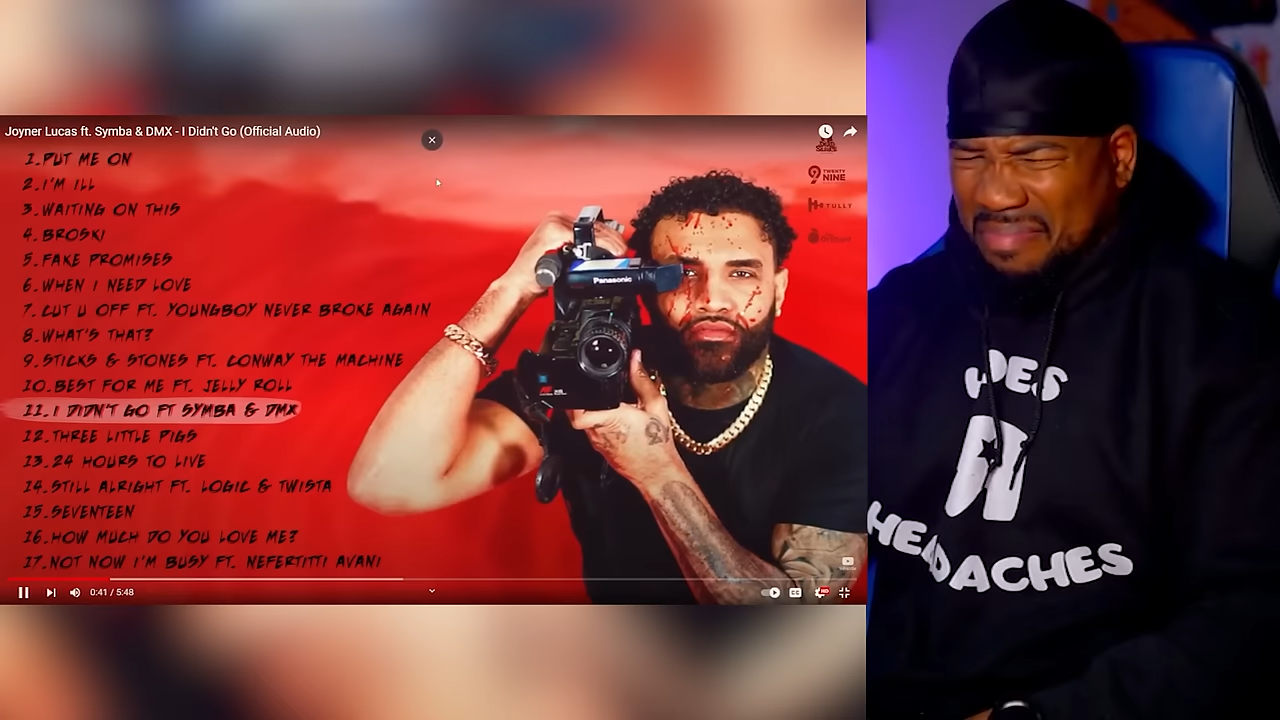 Joyner Lucas ft. Symba & DMX - I Didn't Go (Official Audio)
1.PUT ME ON
2.I'M ILL
3.WAITING ON THIS
4.BROSKI
5.FAKE PROMISES
6.WHEN I NEED LOVE
7.CUT U OFF FT. YOUNGBOY NEVER BROKE AGAIN
8.WHAT'S THAT?
9.STICKS & STONES FT. CONWAY THE MACHINE
10.BEST FOR ME FT. JELLY ROLL
11.I DIDN'T GO FT SYMBA & DMX
12.THREE LITTLE PIGS
13.24 HOURS TO LIVE
14.STILL ALRIGHT FT. LOGIC & TWISTA
15.SEVENTEEN
16.HOW MUCH DO YOU LOVE ME?
17.NOT NOW I'M BUSY FT. NEFERTITTI AVANI
0:41 / 5:48
CC
HD
TWENTY
NINE
TULLY
Panasonic
HEADACHES